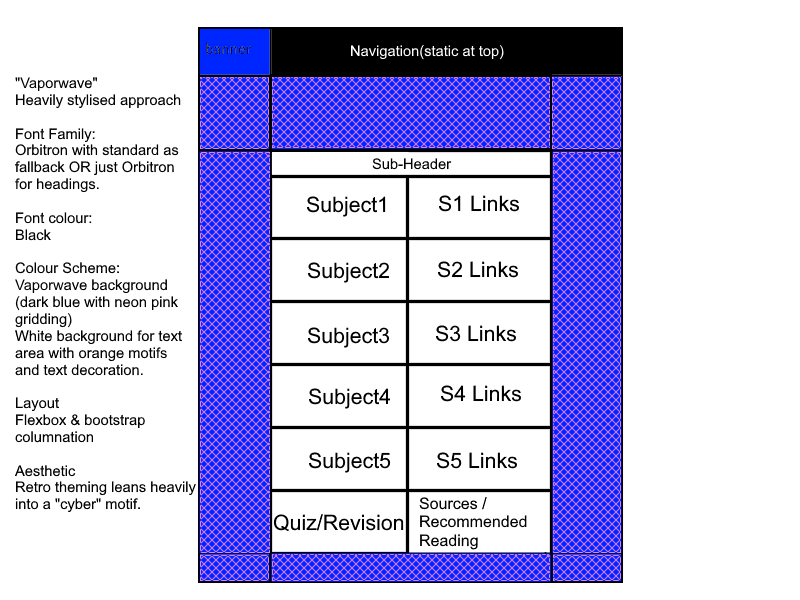 banner
Navigation(static at top)
"Vaporwave"
Heavily stylised approach
Font Family:
Orbitron with standard as
fallback OR just Orbitron
for headings.
Font colour:
Black
Colour Scheme:
Vaporwave background
(dark blue with neon pink
gridding)
White background for text
area with orange motifs
and text decoration.
Layout
Flexbox & bootstrap
columnation
Aesthetic
Retro theming leans heavily
into a "cyber" motif.
Sub-Header
Subject1
S1 Links
Subject2
S2 Links
Subject3
S3 Links
Subject4
S4 Links
Subject5
S5 Links
Quiz/Revision
Sources /
Recommended
Reading